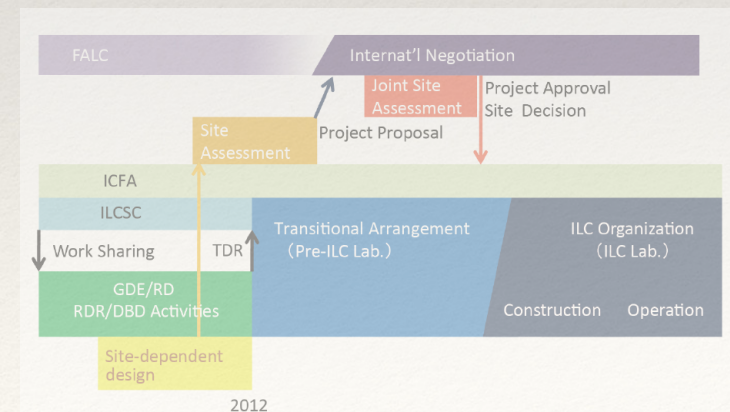 FALC
Internat'l Negotiation
Joint Site
Assessment
Project Approval
Site Decision
Site
Assessment
Project Proposal
ICFA
ILCSC
Work Sharing
TDR
Transitional Arrangement
(Pre-ILC Lab.)
ILC Organization
(ILC Lab.)
GDE/RD
RDR/DBD Activities
Construction
Operation
Site-dependent
design
2012